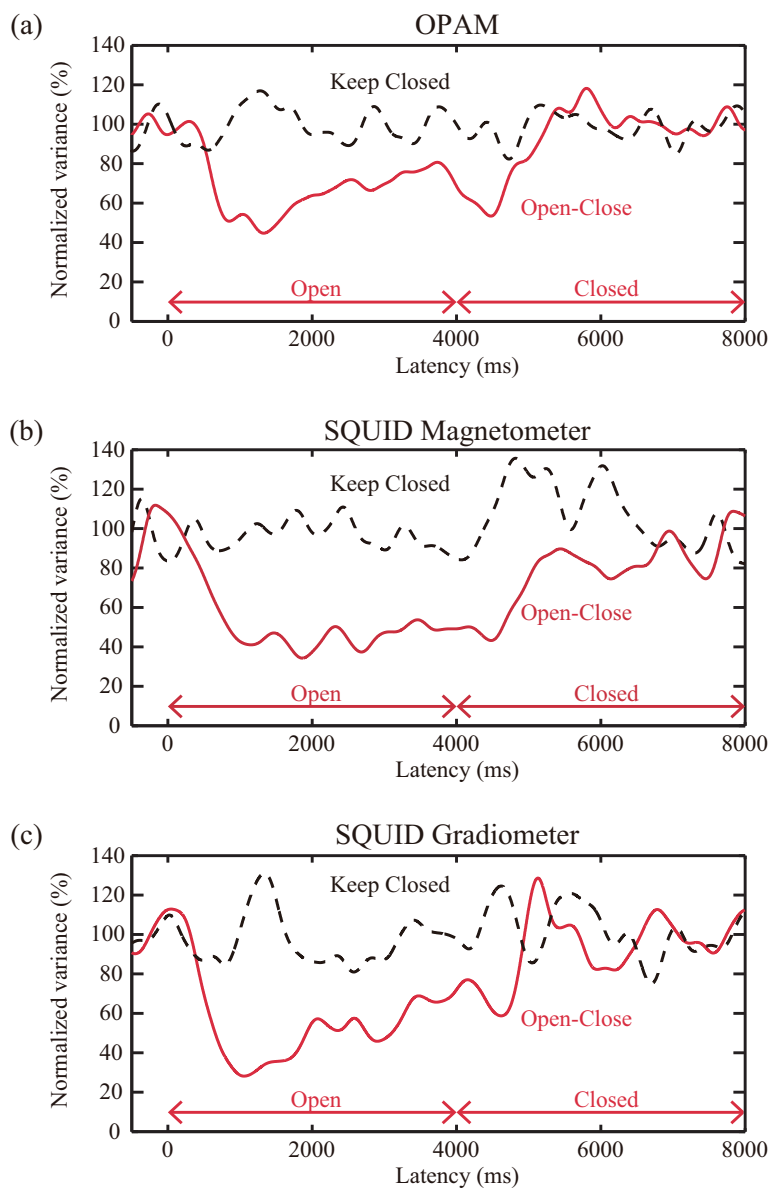 (a)
OPAM
Normalized variance (%)
140
120
100
80
60
40
20
0
Keep Closed
Open-Close
Open
Closed
0
2000
4000
6000
8000
Latency (ms)
(b)
SQUID Magnetometer
Normalized variance (%)
140
120
100
80
60
40
20
0
Keep Closed
Open-Close
Open
Closed
0
2000
4000
6000
8000
Latency (ms)
(c)
SQUID Gradiometer
Normalized variance (%)
140
120
100
80
60
40
20
0
Keep Closed
Open-Close
Open
Closed
0
2000
4000
6000
8000
Latency (ms)